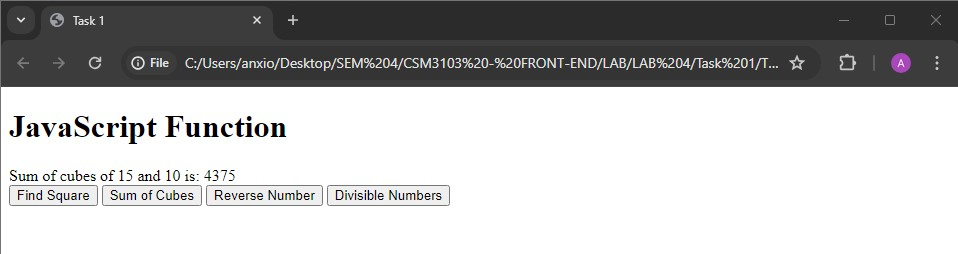 Task 1
File C:/Users/anxio/Desktop/SEM%204/CSM3103%20-%20FRONT-END/LAB/LAB%204/Task%201/T... A
JavaScript Function
Sum of cubes of 15 and 10 is: 4375
Find Square Sum of Cubes Reverse Number Divisible Numbers